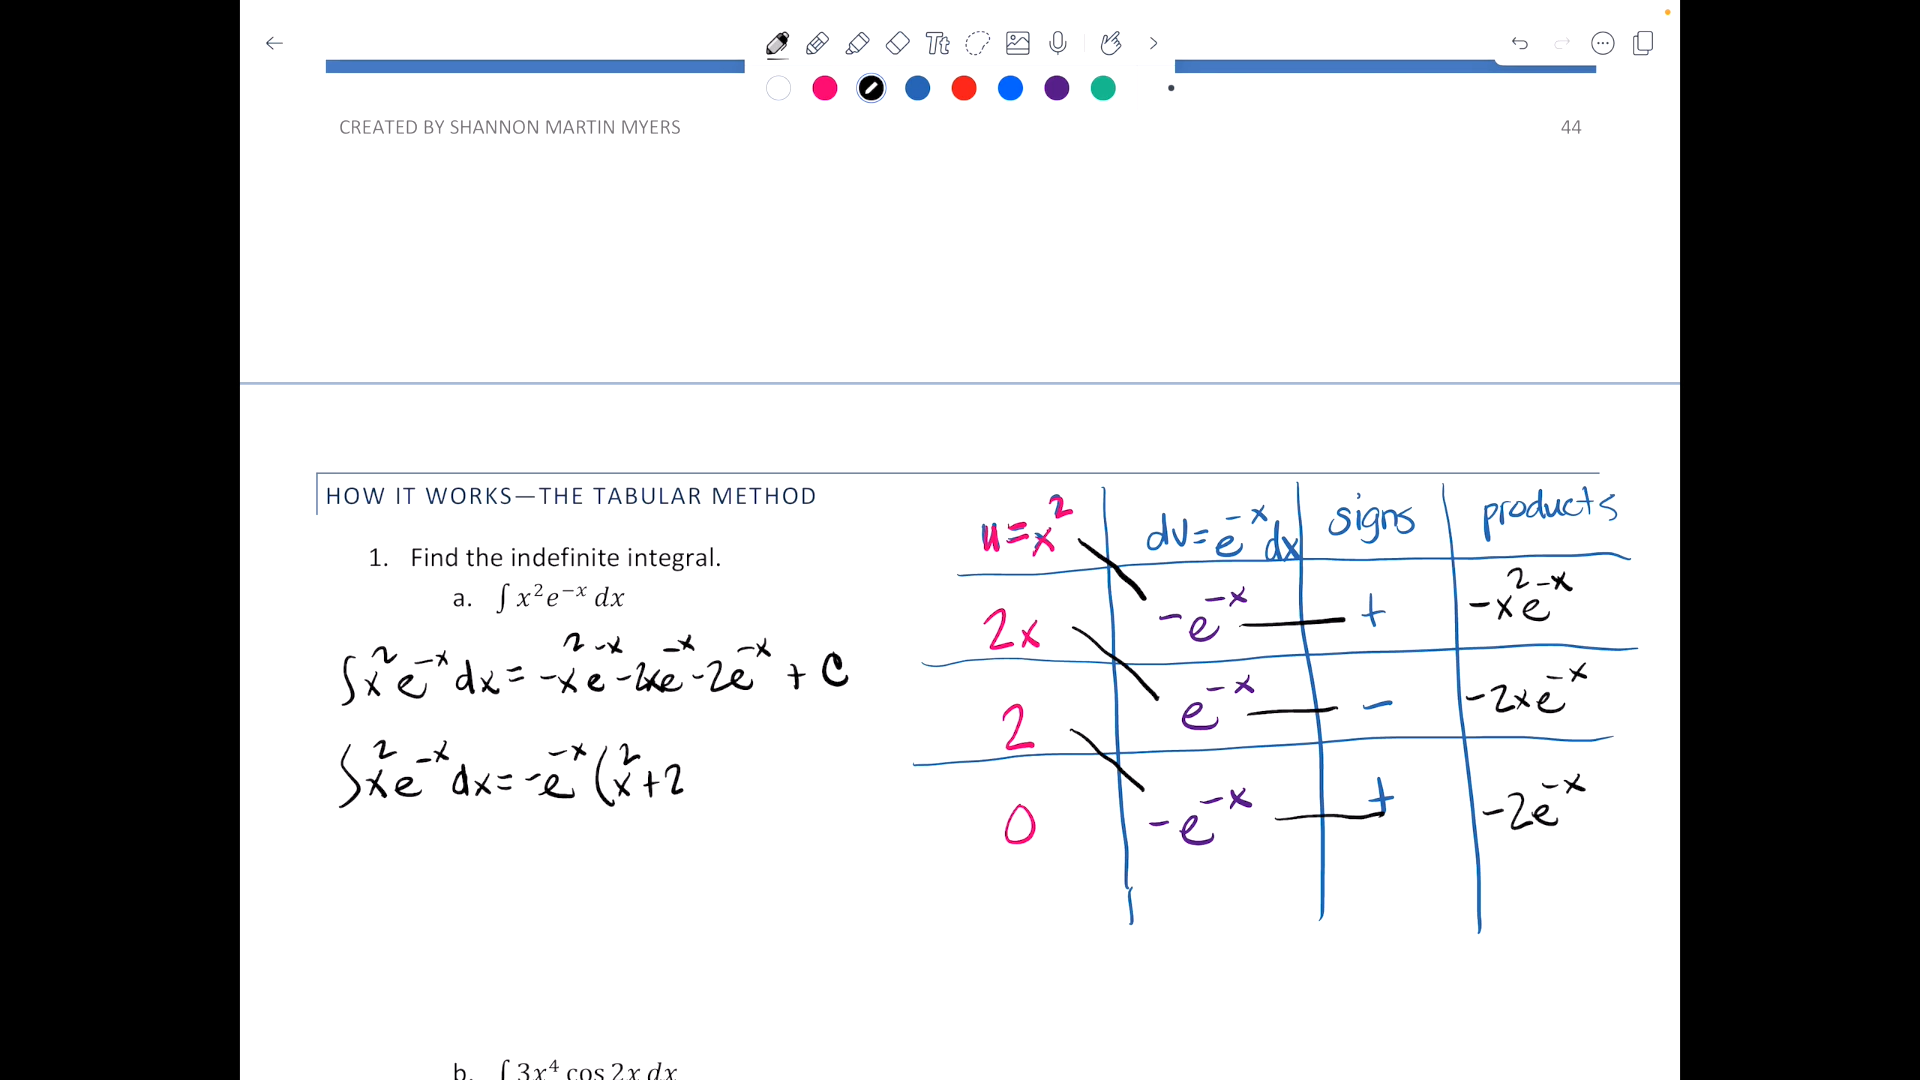 Tt
CREATED BY SHANNON MARTIN MYERS
44
HOW IT WORKS—THE TABULAR METHOD
1. Find the indefinite integral.
a. ∫ x²e⁻ˣ dx
∫x²e⁻ˣdx = -x²e⁻ˣ - 2xe⁻ˣ - 2e⁻ˣ + C
∫x²e⁻ˣdx = -e⁻ˣ(x² + 2
u = x² dv = e⁻ˣdx signs products
2x -e⁻ˣ + -x²e⁻ˣ
2 e⁻ˣ - -2xe⁻ˣ
0 -e⁻ˣ + -2e⁻ˣ
b. ∫ 3x⁴ cos 2x dx